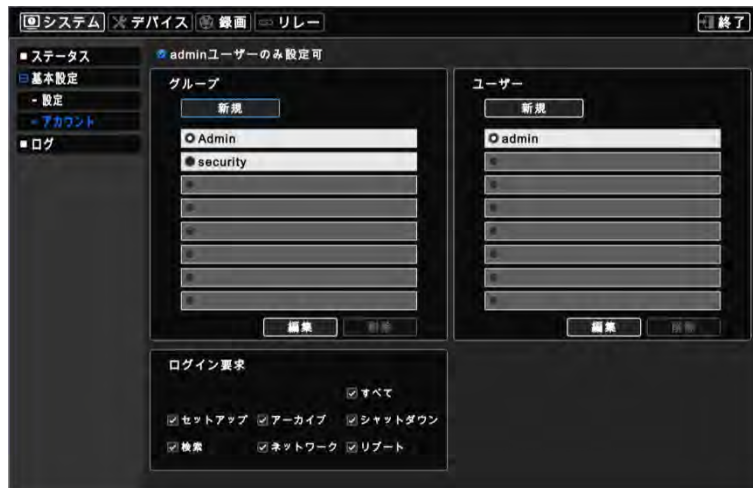 システム デバイス 録画 リレー 終了
ステータス
基本設定
- 設定
- アカウント
ログ
adminユーザーのみ設定可
グループ
新規
Admin
security
編集 削除
ユーザー
新規
admin
編集 削除
ログイン要求
すべて
セットアップ アーカイブ シャットダウン
検索 ネットワーク リブート